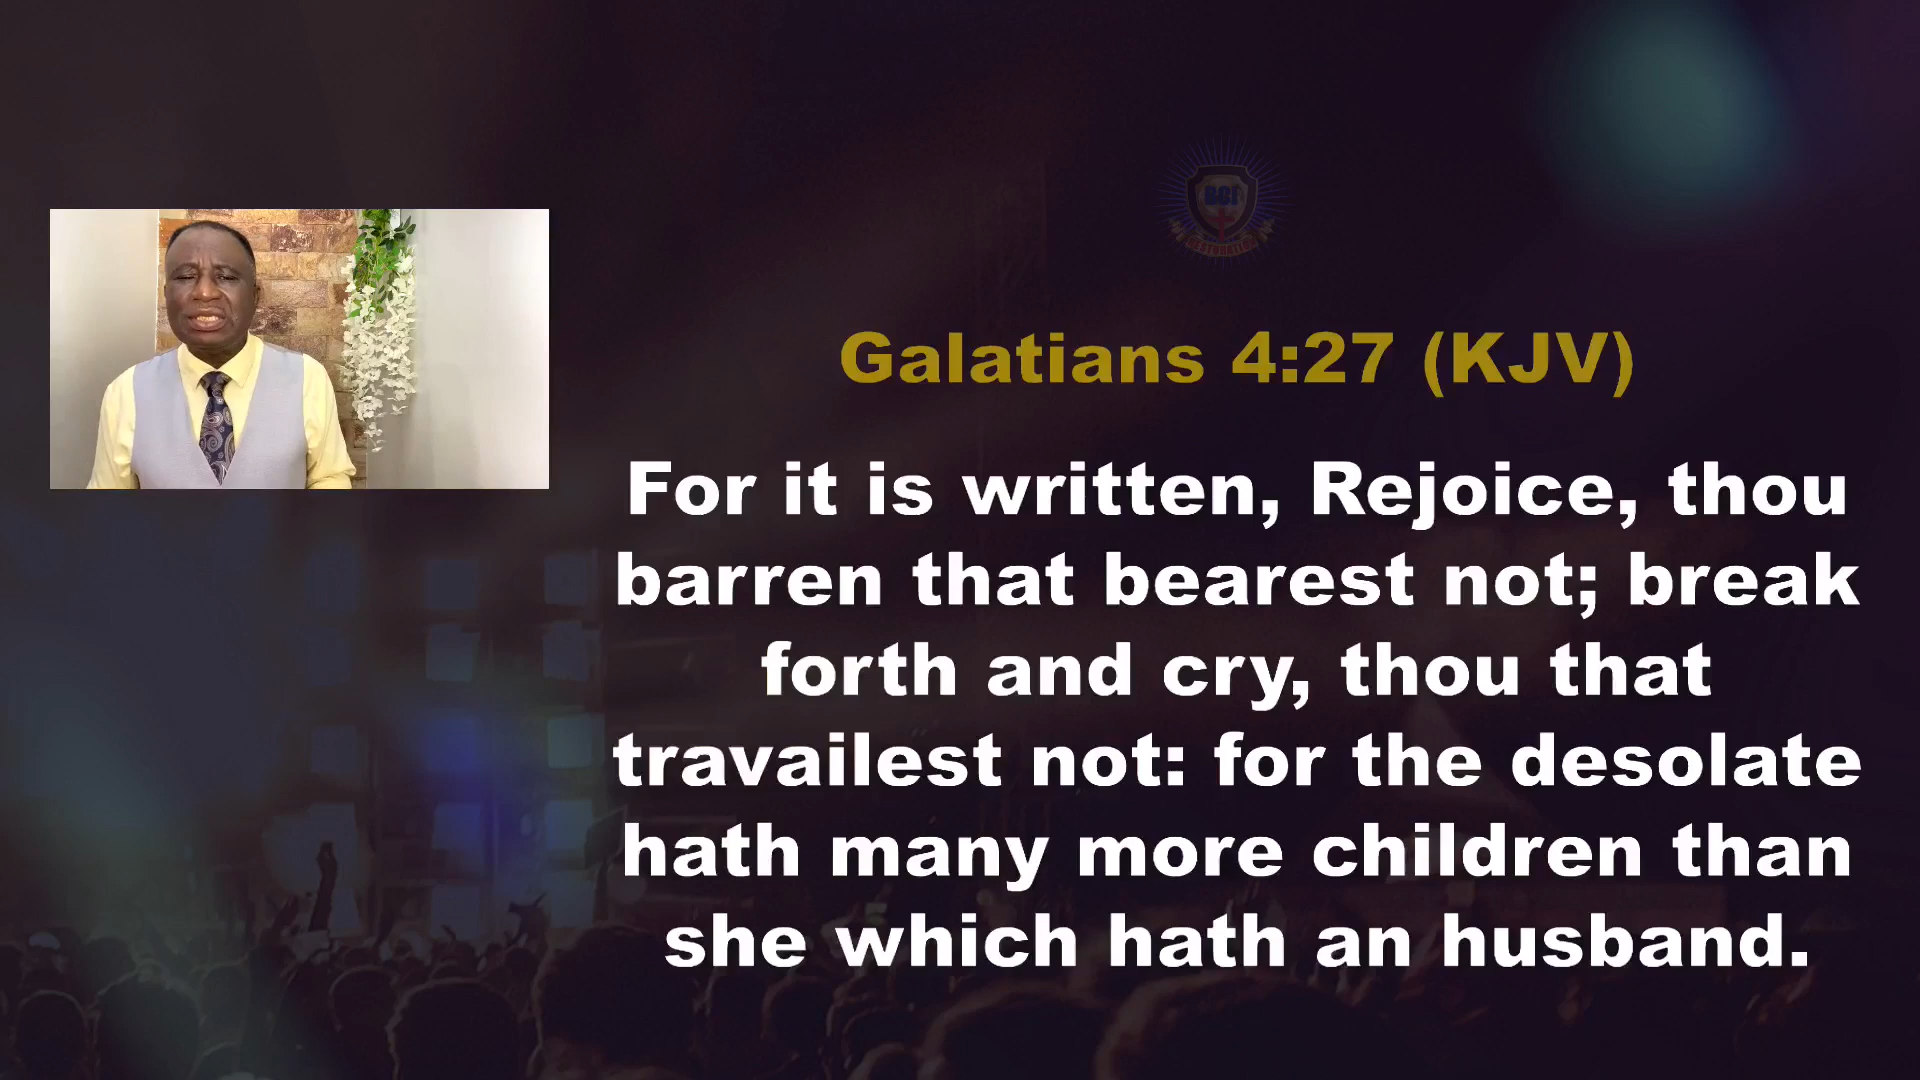 Galatians 4:27 (KJV)
For it is written, Rejoice, thou
barren that bearest not; break
forth and cry, thou that
travailest not: for the desolate
hath many more children than
she which hath an husband.